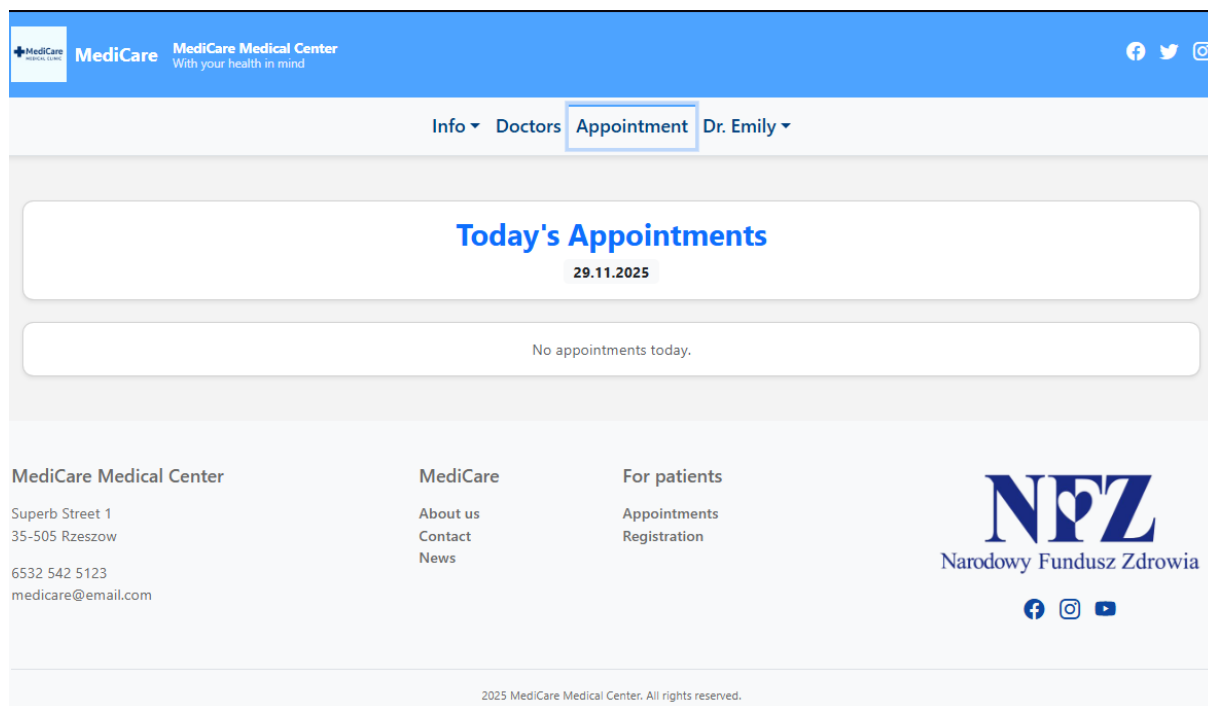 MediCare
MEDICAL CLINIC
MediCare
MediCare Medical Center
With your health in mind
Info Doctors Appointment Dr. Emily
Today's Appointments
29.11.2025
No appointments today.
MediCare Medical Center
Superb Street 1
35-505 Rzeszow
6532 542 5123
medicare@email.com
MediCare
About us
Contact
News
For patients
Appointments
Registration
NFZ
Narodowy Fundusz Zdrowia
2025 MediCare Medical Center. All rights reserved.